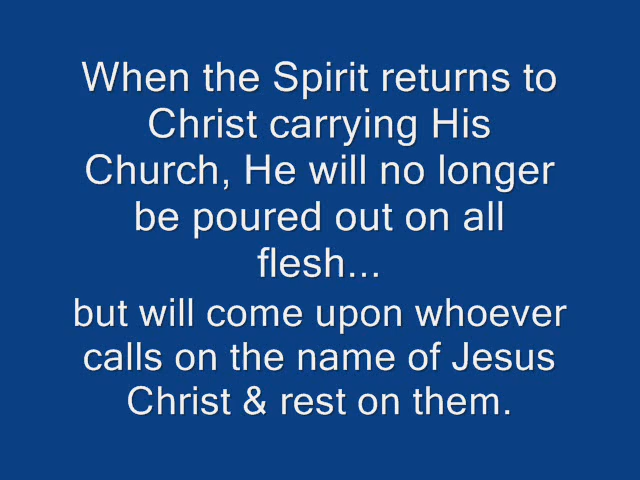 When the Spirit returns to
Christ carrying His
Church, He will no longer
be poured out on all
flesh...
but will come upon whoever
calls on the name of Jesus
Christ & rest on them.